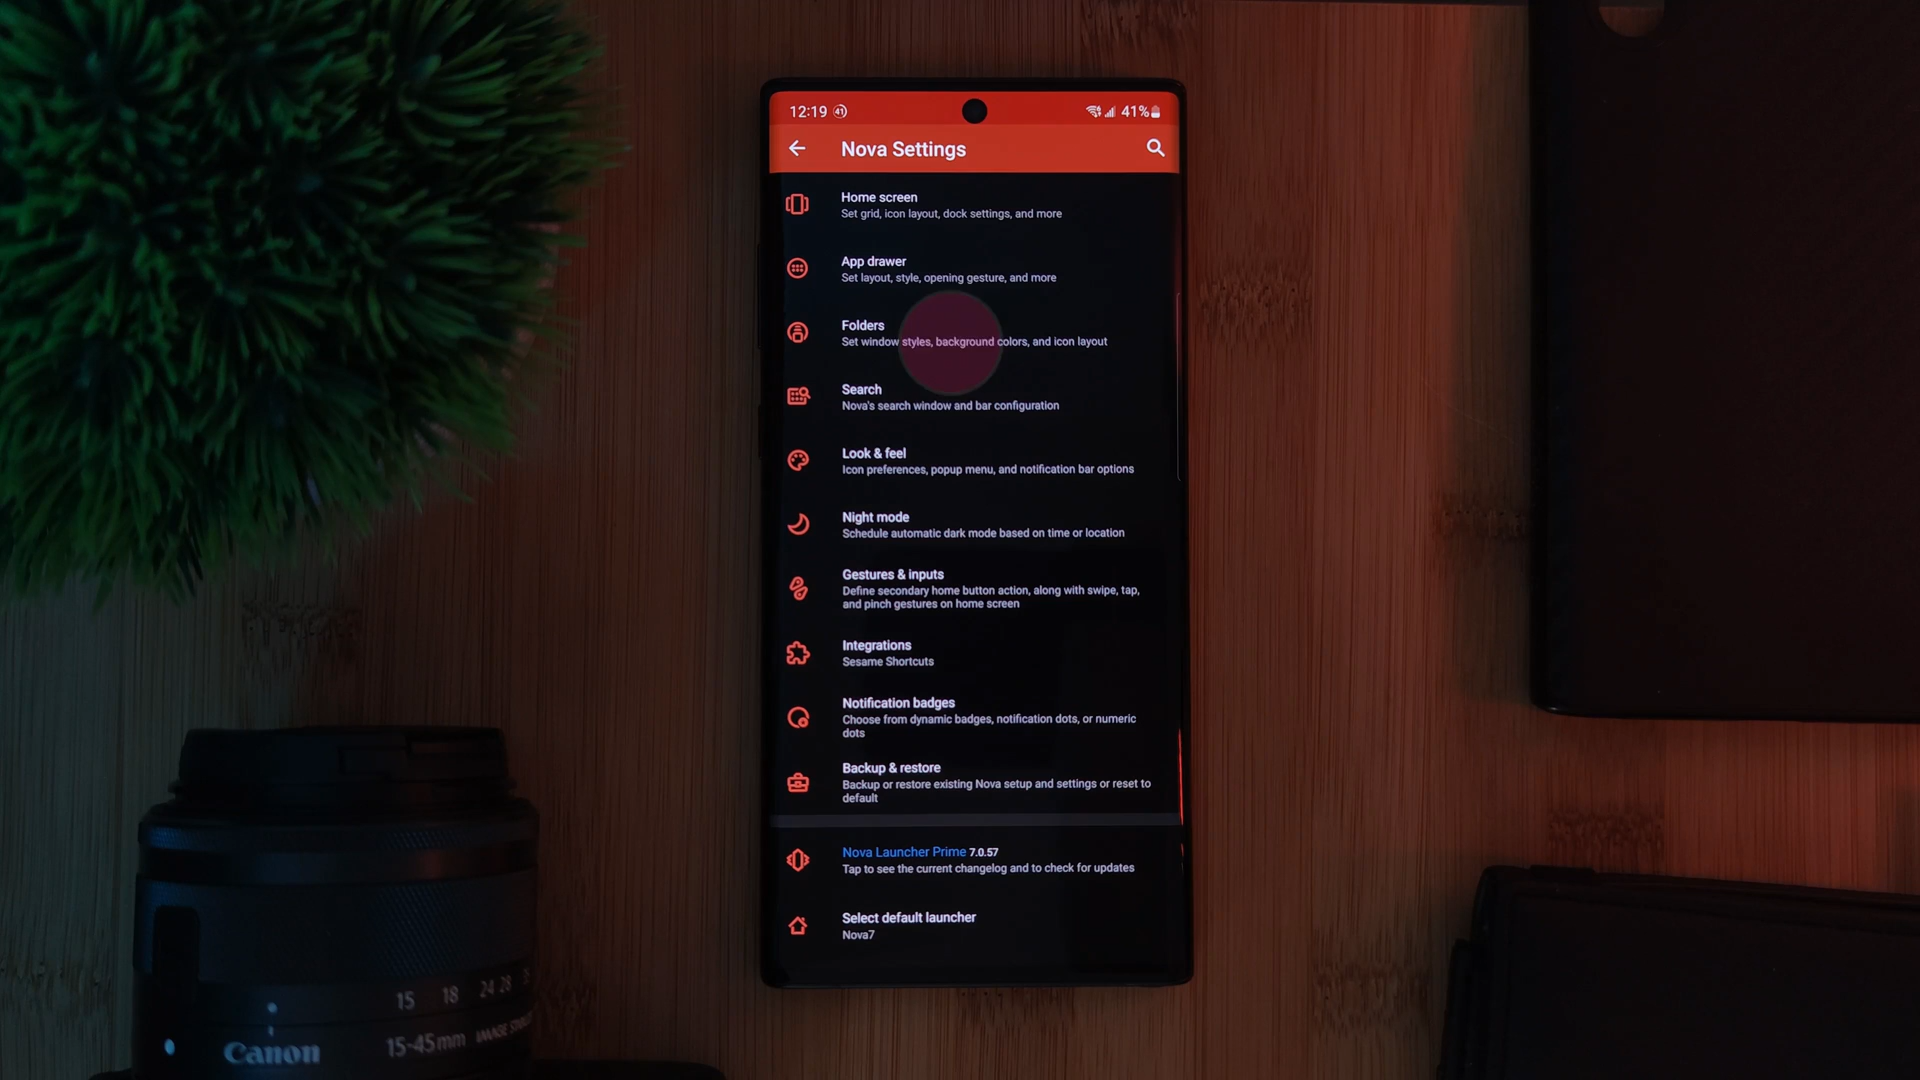 12:19 41 41%
Nova Settings
Home screen
Set grid, icon layout, dock settings, and more
App drawer
Set layout, style, opening gesture, and more
Folders
Set window styles, background colors, and icon layout
Search
Nova's search window and bar configuration
Look & feel
Icon preferences, popup menu, and notification bar options
Night mode
Schedule automatic dark mode based on time or location
Gestures & inputs
Define secondary home button action, along with swipe, tap,
and pinch gestures on home screen
Integrations
Sesame Shortcuts
Notification badges
Choose from dynamic badges, notification dots, or numeric
dots
Backup & restore
Backup or restore existing Nova setup and settings or reset to
default
Nova Launcher Prime 7.0.57
Tap to see the current changelog and to check for updates
Select default launcher
Nova7
15 18 24 28
Canon 15-45mm IMAGE